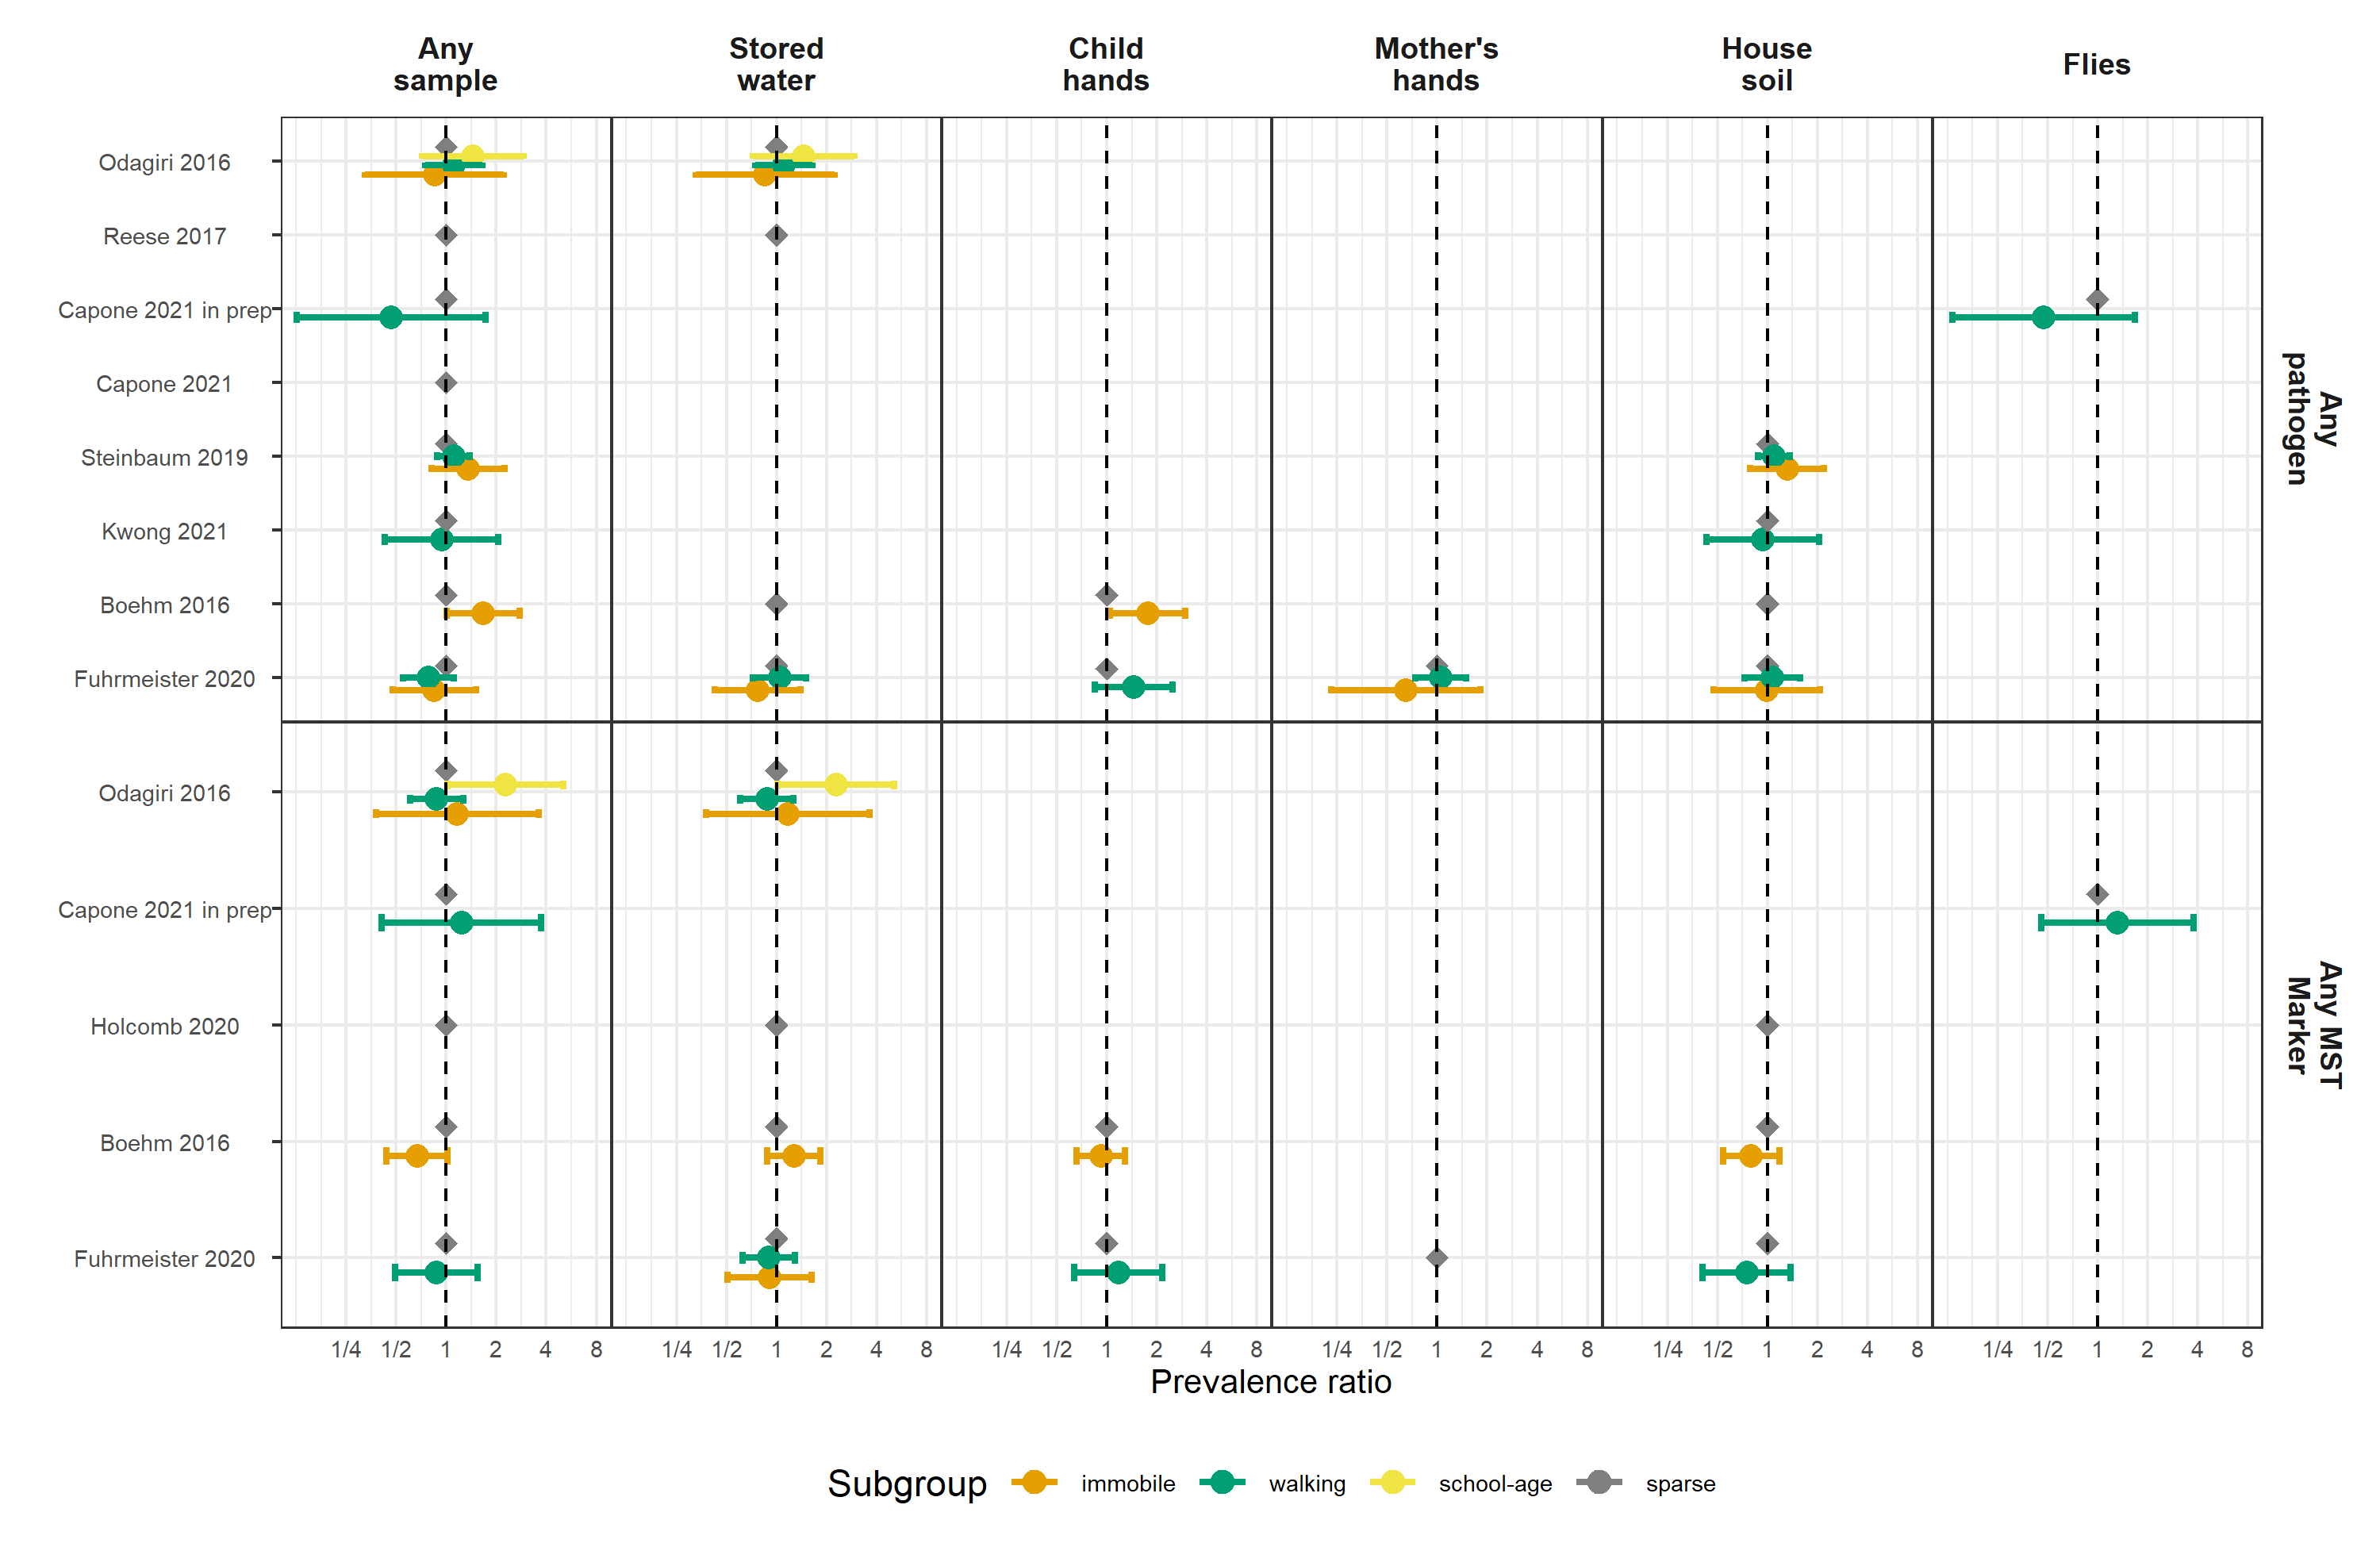 Any
sample
Stored
water
Child
hands
Mother's
hands
House
soil
Flies
Odagiri 2016
Reese 2017
Capone 2021 in prep
Capone 2021
Steinbaum 2019
Kwong 2021
Boehm 2016
Fuhrmeister 2020
Any
pathogen
Odagiri 2016
Capone 2021 in prep
Holcomb 2020
Boehm 2016
Fuhrmeister 2020
Any MST
Marker
1/4 1/2 1 2 4 8 1/4 1/2 1 2 4 8 1/4 1/2 1 2 4 8 1/4 1/2 1 2 4 8 1/4 1/2 1 2 4 8 1/4 1/2 1 2 4 8
Prevalence ratio
Subgroup immobile walking school-age sparse